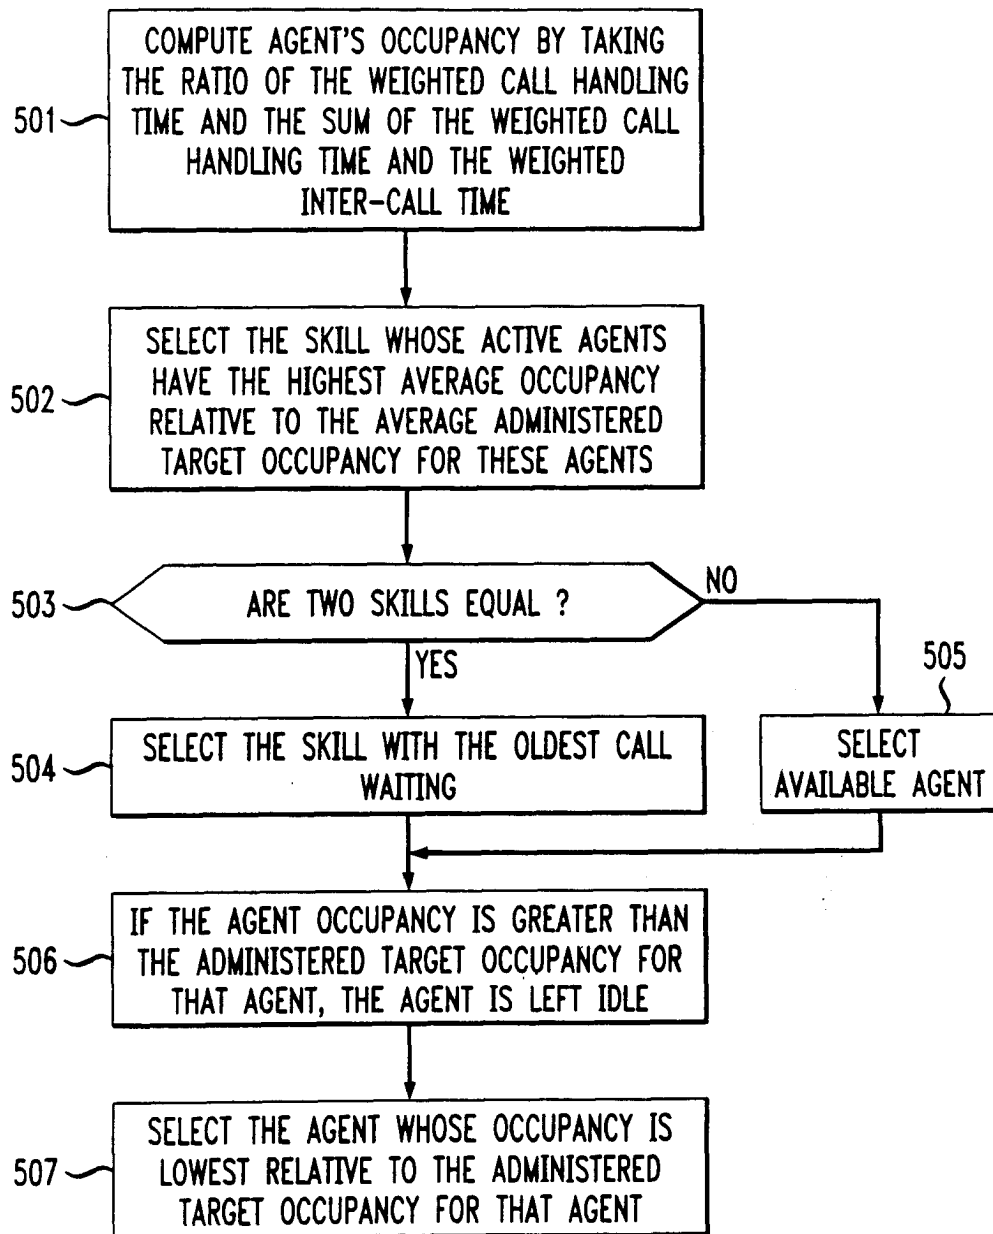 COMPUTE AGENT'S OCCUPANCY BY TAKING
THE RATIO OF THE WEIGHTED CALL HANDLING
501
TIME AND THE SUM OF THE WEIGHTED CALL
HANDLING TIME AND THE WEIGHTED
INTER-CALL TIME
SELECT THE SKILL WHOSE ACTIVE AGENTS
HAVE THE HIGHEST AVERAGE OCCUPANCY
502
RELATIVE TO THE AVERAGE ADMINISTERED
TARGET OCCUPANCY FOR THESE AGENTS
503
ARE TWO SKILLS EQUAL ?
NO
YES
505
504
SELECT THE SKILL WITH THE OLDEST CALL
WAITING
SELECT
AVAILABLE AGENT
IF THE AGENT OCCUPANCY IS GREATER THAN
506
THE ADMINISTERED TARGET OCCUPANCY FOR
THAT AGENT, THE AGENT IS LEFT IDLE
SELECT THE AGENT WHOSE OCCUPANCY IS
507
LOWEST RELATIVE TO THE ADMINISTERED
TARGET OCCUPANCY FOR THAT AGENT